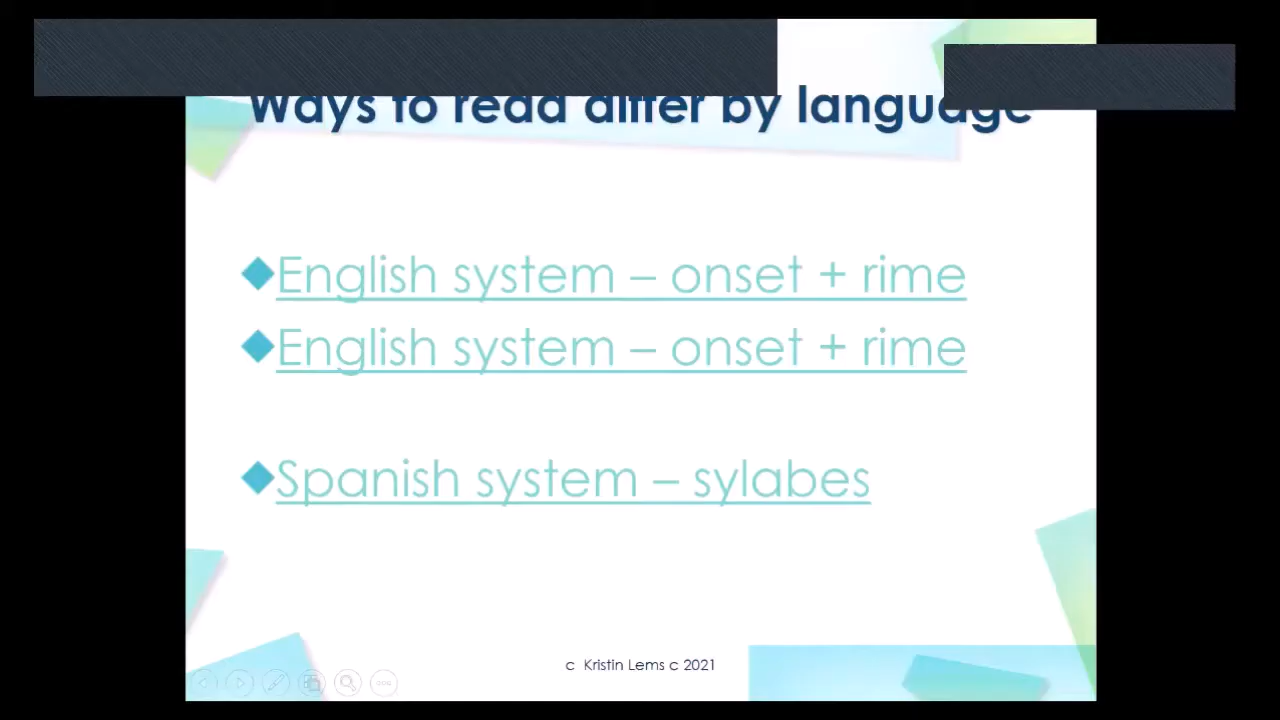 Ways to read differ by language
English system – onset + rime
English system – onset + rime
Spanish system – sylabes
c Kristin Lems c 2021